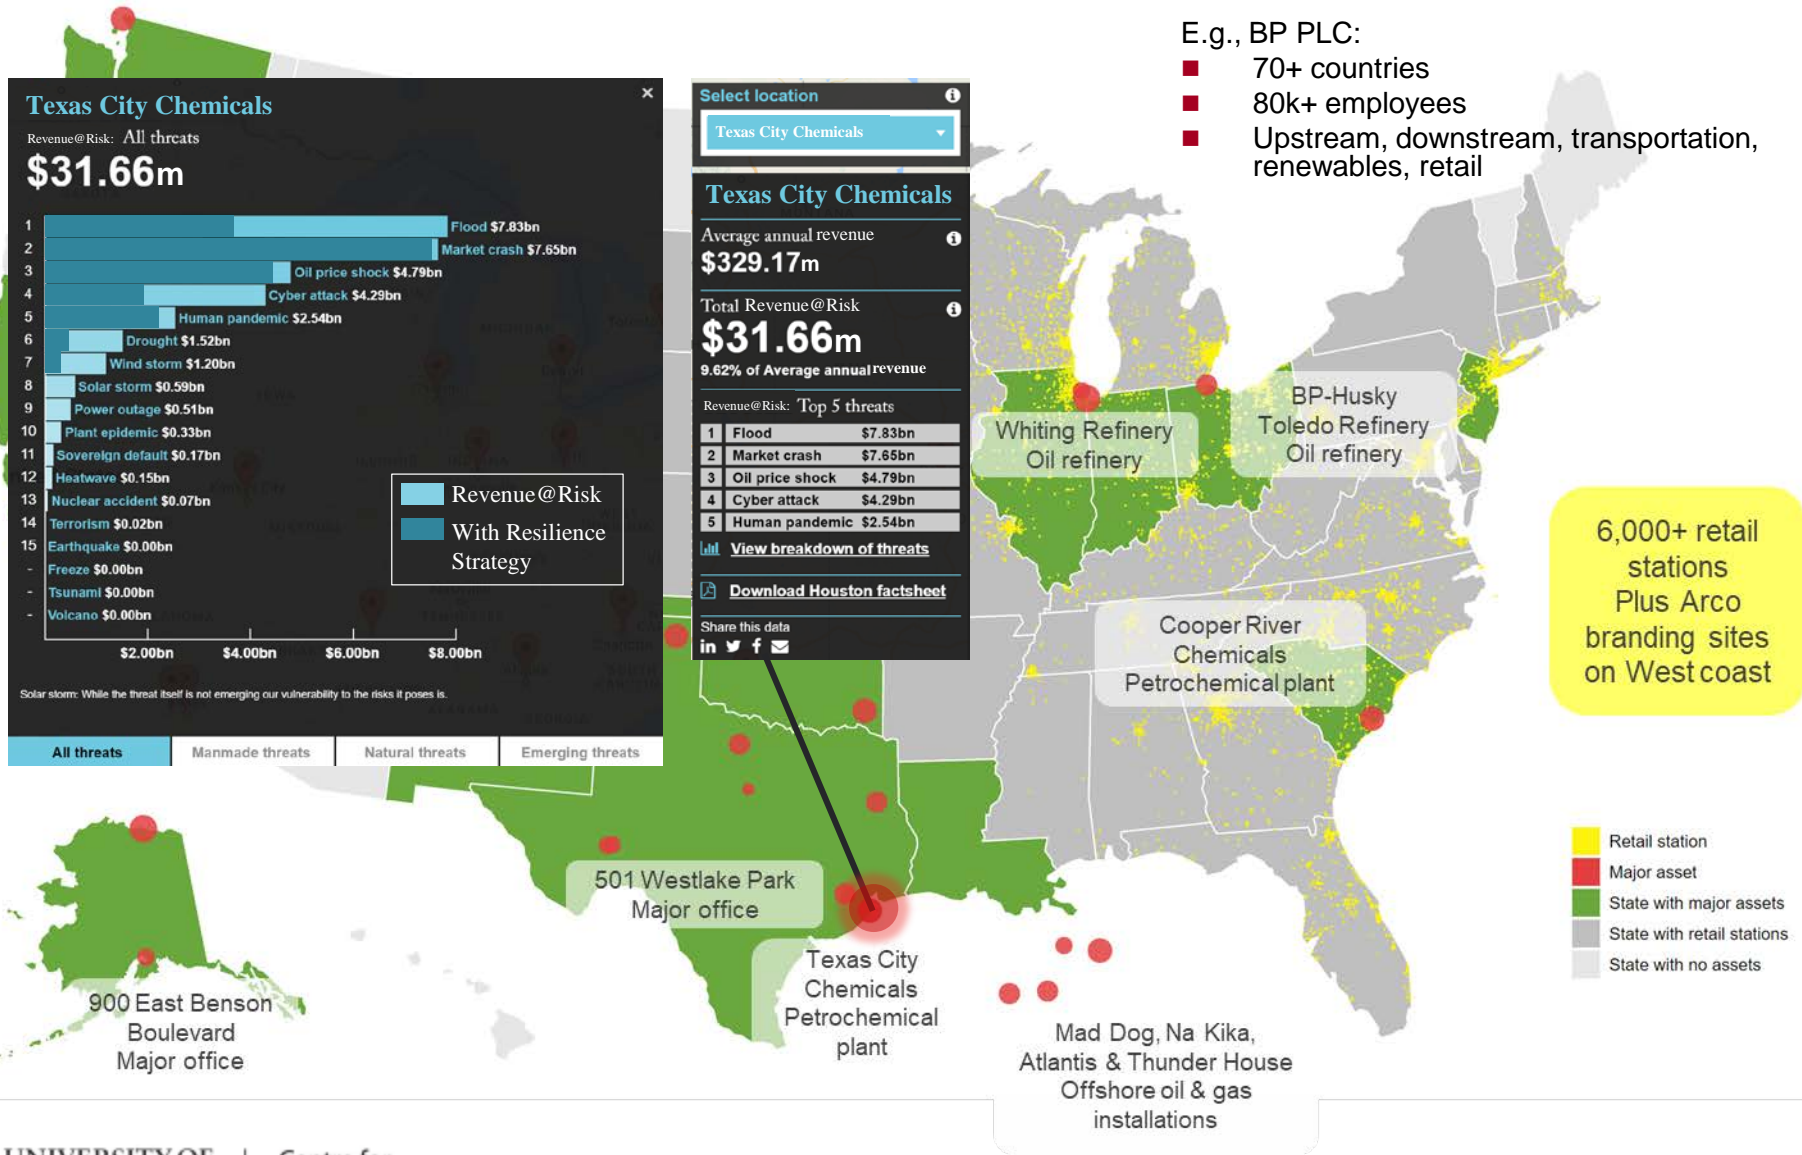 E.g., BP PLC:
70+ countries
80k+ employees
Upstream, downstream, transportation,
renewables, retail
Texas City Chemicals
×
Revenue@Risk: All threats
$31.66m
1 Flood $7.83bn
2 Market crash $7.65bn
3 Oil price shock $4.79bn
4 Cyber attack $4.29bn
5 Human pandemic $2.54bn
6 Drought $1.52bn
7 Wind storm $1.20bn
8 Solar storm $0.59bn
9 Power outage $0.51bn
10 Plant epidemic $0.33bn
11 Sovereign default $0.17bn
12 Heatwave $0.15bn
13 Nuclear accident $0.07bn
14 Terrorism $0.02bn
15 Earthquake $0.00bn
- Freeze $0.00bn
- Tsunami $0.00bn
- Volcano $0.00bn
$2.00bn $4.00bn $6.00bn $8.00bn
Revenue@Risk
With Resilience
Strategy
Solar storm: While the threat itself is not emerging our vulnerability to the risks it poses is.
All threats Manmade threats Natural threats Emerging threats
Select location
Texas City Chemicals
Texas City Chemicals
Average annual revenue
$329.17m
Total Revenue@Risk
$31.66m
9.62% of Average annual revenue
Revenue@Risk: Top 5 threats
1 Flood $7.83bn
2 Market crash $7.65bn
3 Oil price shock $4.79bn
4 Cyber attack $4.29bn
5 Human pandemic $2.54bn
View breakdown of threats
Download Houston factsheet
Share this data
Whiting Refinery
Oil refinery
BP-Husky
Toledo Refinery
Oil refinery
Cooper River
Chemicals
Petrochemical plant
6,000+ retail
stations
Plus Arco
branding sites
on West coast
501 Westlake Park
Major office
Texas City
Chemicals
Petrochemical
plant
900 East Benson
Boulevard
Major office
Mad Dog, Na Kika,
Atlantis & Thunder House
Offshore oil & gas
installations
Retail station
Major asset
State with major assets
State with retail stations
State with no assets